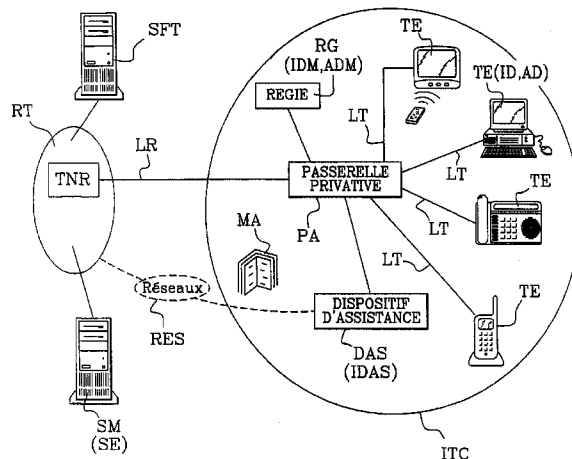 SFT
RG
(IDM,ADM)
TE
TE(ID,AD)
RÉGIE
RT
LR
LT
LT
TNR
PASSERELLE
PRIVATIVE
TE
LT
PA
MA
LT
Réseaux
RES
DISPOSITIF
D'ASSISTANCE
TE
DAS
(IDAS)
SM
(SE)
ITC